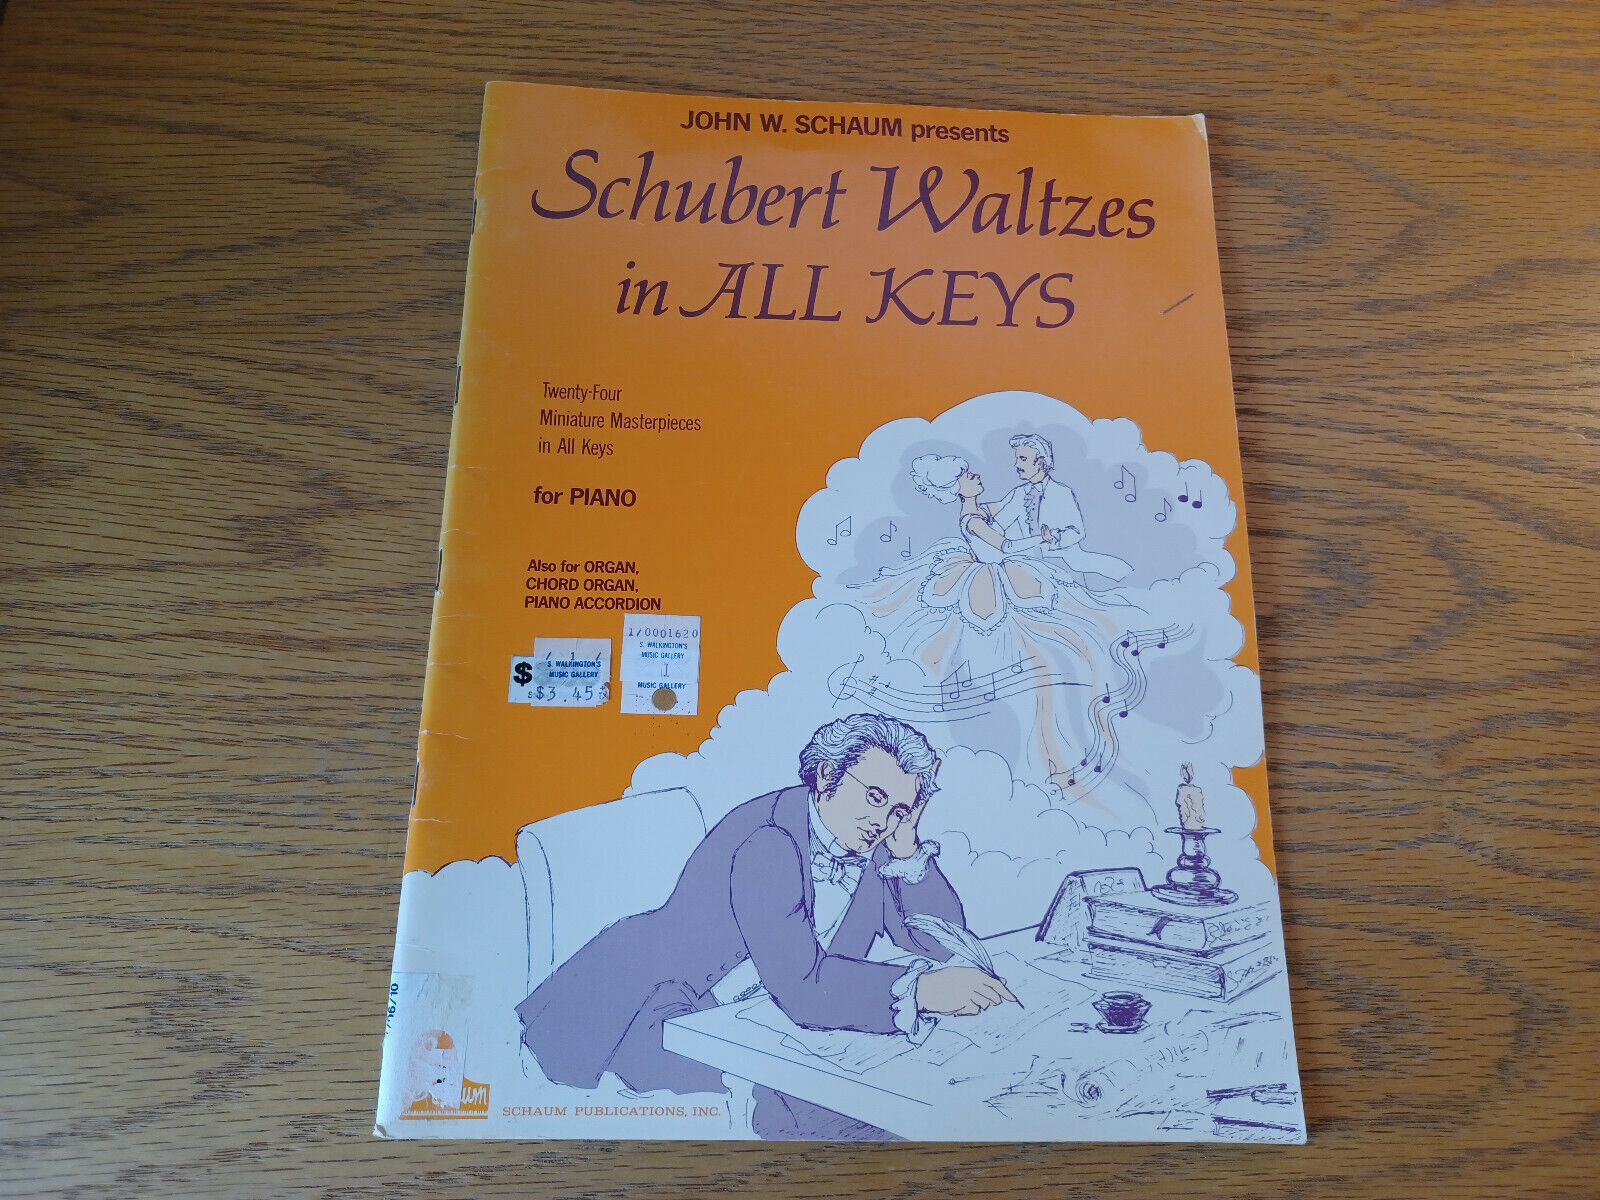 JOHN W. SCHAUM presents
Schubert Waltzes
in ALL KEYS
Twenty-Four
Miniature Masterpieces
in All Keys
for PIANO
Also for ORGAN,
CHORD ORGAN,
PIANO ACCORDION
1/0001620
S. WALKINGTON'S
MUSIC GALLERY
MUSIC GALLERY
$
S. WALKINGTON'S
MUSIC GALLERY
$3.45
SCHAUM PUBLICATIONS, INC.